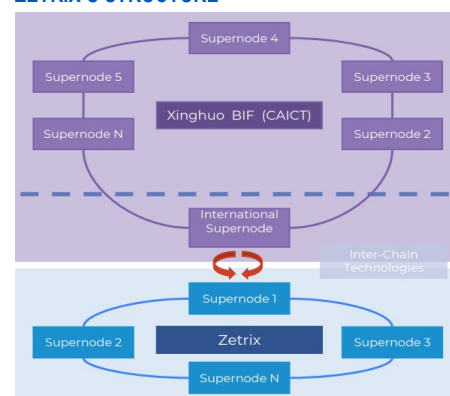 ZETRIX'S STRUCTURE
Supernode 4
Supernode 5
Supernode 3
Xinghuo BIF (CAICT)
Supernode N
Supernode 2
International
Supernode
Inter-Chain
Technologies
Supernode 1
Supernode 2
Zetrix
Supernode 3
Supernode N